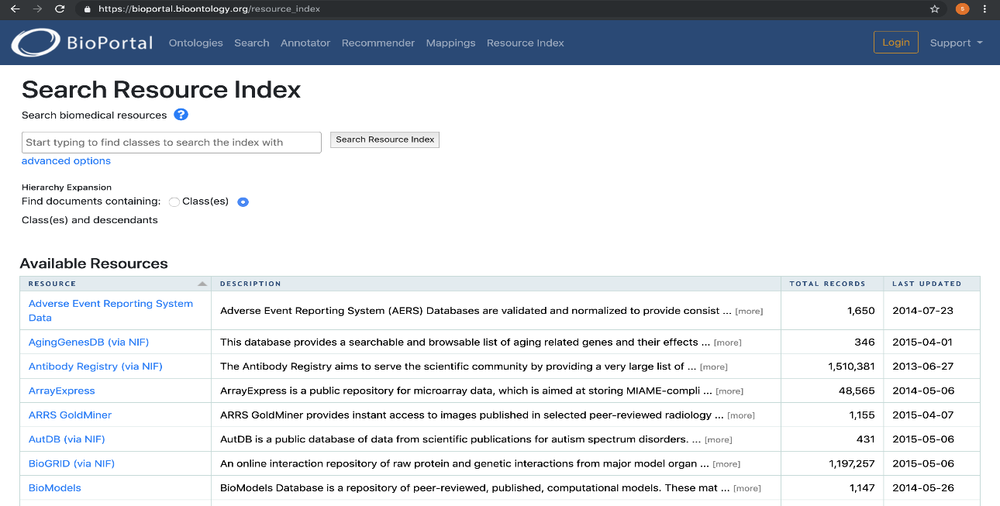 https://bioportal.bioontology.org/resource_index
S
BioPortal Ontologies Search Annotator Recommender Mappings Resource Index Login Support
Search Resource Index
Search biomedical resources ?
Start typing to find classes to search the index with Search Resource Index
advanced options
Hierarchy Expansion
Find documents containing: Class(es)
Class(es) and descendants
Available Resources
RESOURCE DESCRIPTION TOTAL RECORDS LAST UPDATED
Adverse Event Reporting System
Data
Adverse Event Reporting System (AERS) Databases are validated and normalized to provide consist ... [more] 1,650 2014-07-23
AgingGenesDB (via NIF) This database provides a searchable and browsable list of aging related genes and their effects ... [more] 346 2015-04-01
Antibody Registry (via NIF) The Antibody Registry aims to serve the scientific community by providing a very large list of ... [more] 1,510,381 2013-06-27
ArrayExpress ArrayExpress is a public repository for microarray data, which is aimed at storing MIAME-compli ... [more] 48,565 2014-05-06
ARRS GoldMiner ARRS GoldMiner provides instant access to images published in selected peer-reviewed radiology ... [more] 1,155 2015-04-07
AutDB (via NIF) AutDB is a public database of data from scientific publications for autism spectrum disorders. ... [more] 431 2015-05-06
BioGRID (via NIF) An online interaction repository of raw protein and genetic interactions from major model organ ... [more] 1,197,257 2015-05-06
BioModels BioModels Database is a repository of peer-reviewed, published, computational models. These mat ... [more] 1,147 2014-05-26